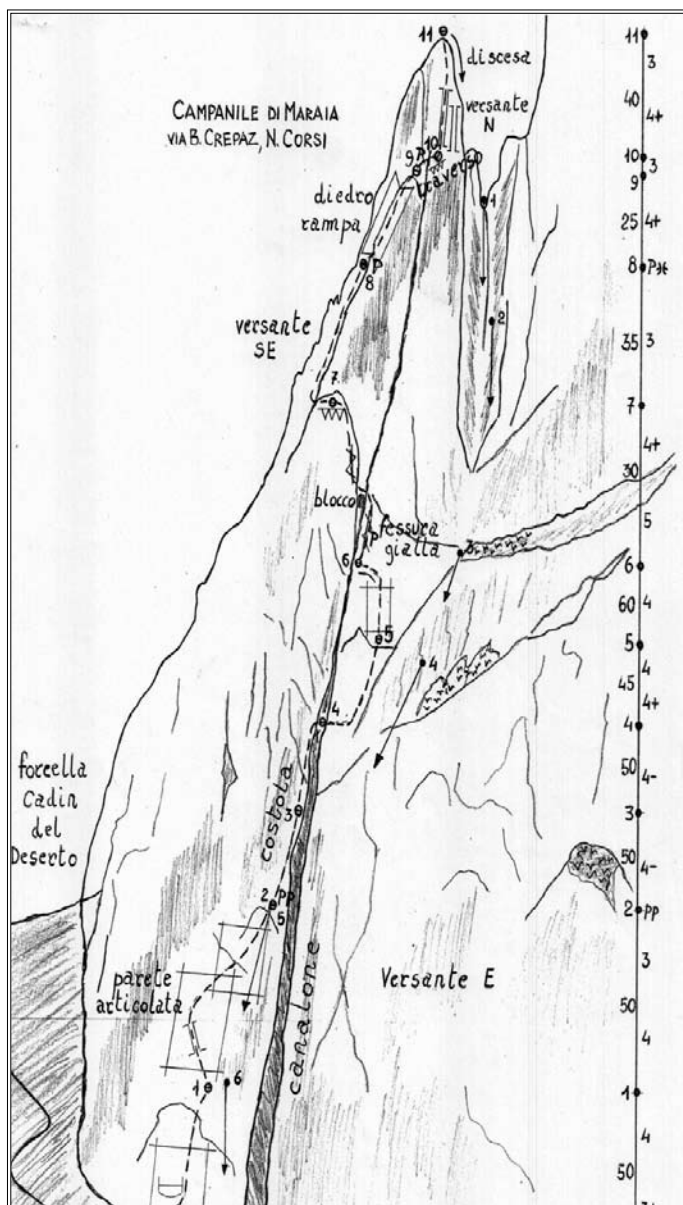 CAMPANILE DI MARAIA
VIA B. CREPAZ, N. CORSI
11
discesa
versante
N
10
9 P
traverso
diedro
rampa
1
P
8
2
versante
SE
7
blocco
fessura
gialla
P
6
3
5
4
4
forcella
Cadin
del
Deserto
costola
3
2 PP
5
canalone
parete
articolata
Versante E
1
6
11
3
40
4+
10
3
9
25
4+
8
35
3
7
4+
30
5
6
60
4
5
4
45
4+
4
50
4-
3
50
4-
2 PP
3
50
4
1
4
50